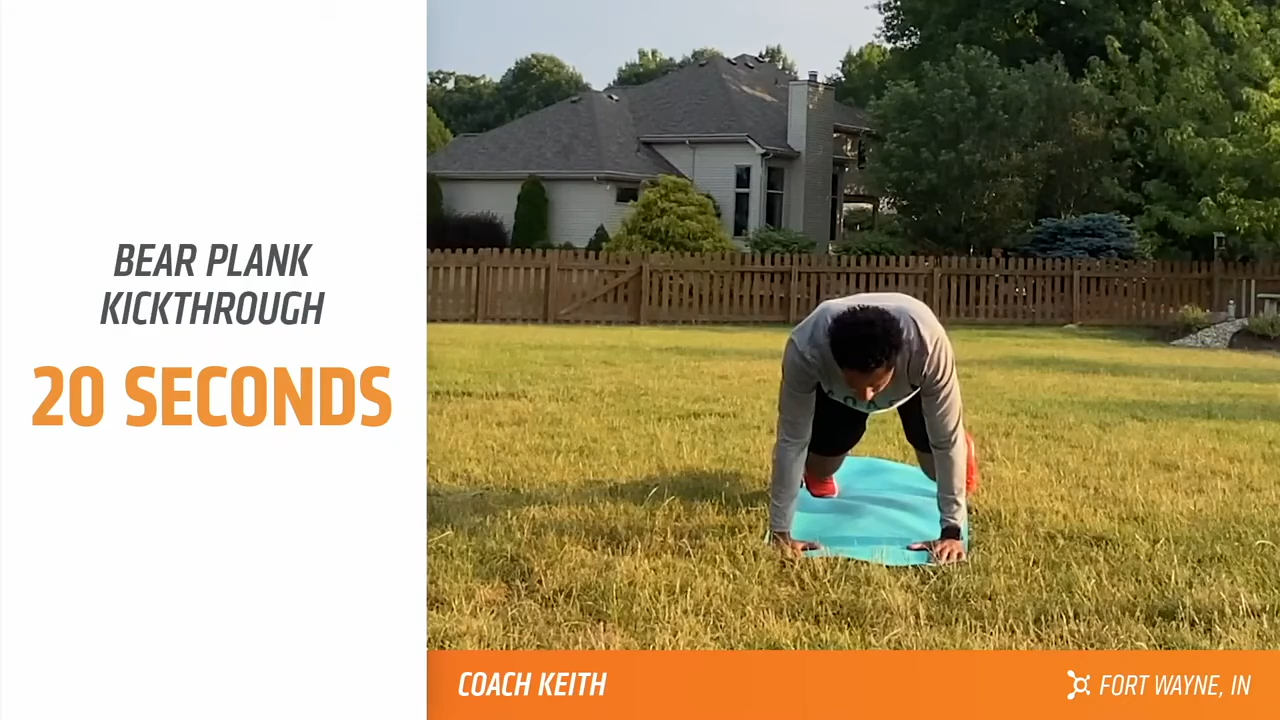 BEAR PLANK
KICKTHROUGH
20 SECONDS
COACH KEITH
FORT WAYNE, IN